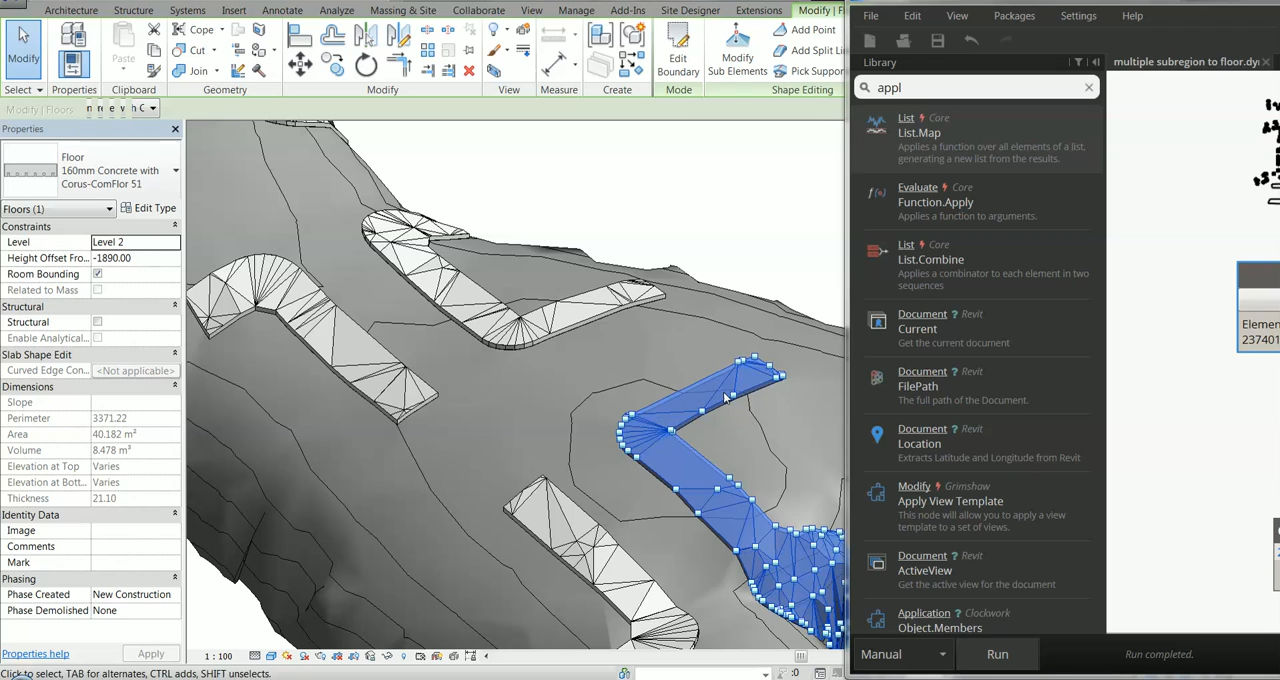 Architecture Structure Systems Insert Annotate Analyze Massing & Site Collaborate View Manage Add-Ins Site Designer Extensions Modify | F
Modify
Select
Properties
Paste
Clipboard
Cope
Cut
Join
Geometry
Modify
View
Measure
Create
Edit
Boundary
Mode
Modify
Sub Elements
Add Point
Add Split Li
Pick Suppor
Shape Editing
Modify | Floors
Properties
Floor
160mm Concrete with
Corus-ComFlor 51
Floors (1)
Edit Type
Constraints
Level Level 2
Height Offset Fro... -1890.00
Room Bounding
Related to Mass
Structural
Structural
Enable Analytical...
Slab Shape Edit
Curved Edge Con... <Not applicable>
Dimensions
Slope
Perimeter 3371.22
Area 40.182 m²
Volume 8.478 m³
Elevation at Top Varies
Elevation at Bott... Varies
Thickness 21.10
Identity Data
Image
Comments
Mark
Phasing
Phase Created New Construction
Phase Demolished None
Properties help
Apply
1 : 100
Click to select, TAB for alternates, CTRL adds, SHIFT unselects.
:0
File Edit View Packages Settings Help
Library
multiple subregion to floor.dy
appl
List Core
List.Map
Applies a function over all elements of a list,
generating a new list from the results.
Evaluate Core
Function.Apply
Applies a function to arguments.
List Core
List.Combine
Applies a combinator to each element in two
sequences
Document ? Revit
Current
Get the current document
Document ? Revit
FilePath
The full path of the Document.
Document ? Revit
Location
Extracts Latitude and Longitude from Revit
Modify Grimshaw
Apply View Template
This node will allow you to apply a view
template to a set of views.
Document ? Revit
ActiveView
Get the active view for the document
Application ? Clockwork
Object.Members
Elemen
237401
Manual
Run
Run completed.